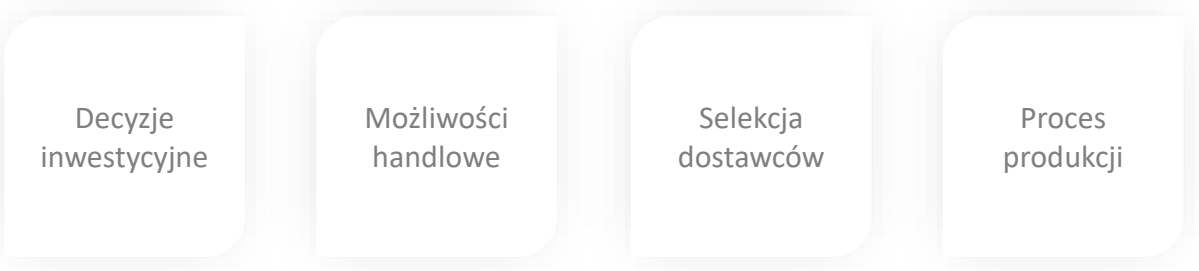 Decyzje
inwestycyjne
Możliwości
handlowe
Selekcja
dostawców
Proces
produkcji